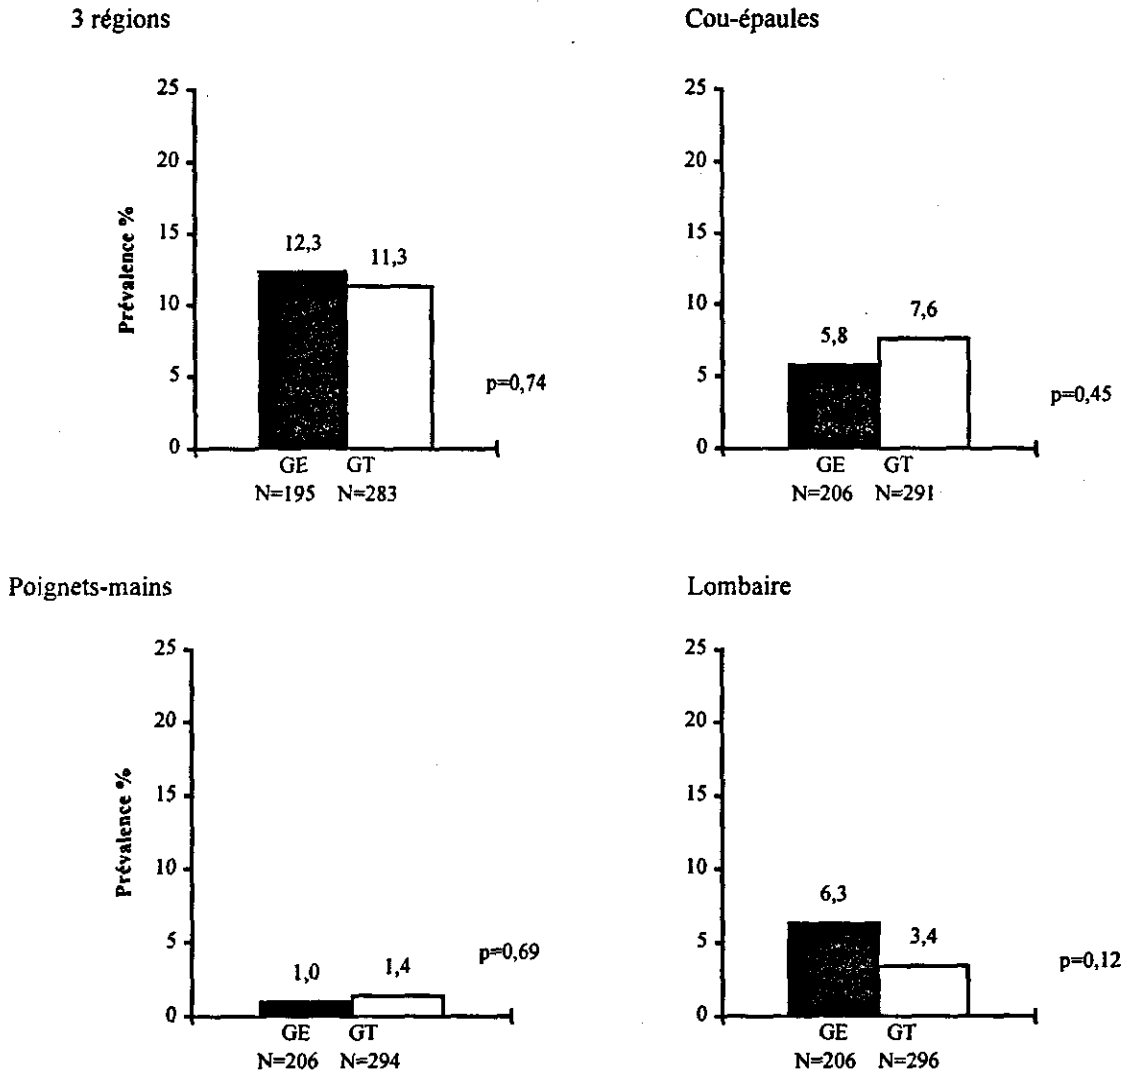 3 régions
25
20
15
10
5
0
Prévalence %
12,3
11,3
p=0,74
GE GT
N=195 N=283
Cou-épaules
25
20
15
10
5
0
5,8
7,6
p=0,45
GE GT
N=206 N=291
Poignets-mains
25
20
15
10
5
0
Prévalence %
1,0
1,4
p=0,69
GE GT
N=206 N=294
Lombaire
25
20
15
10
5
0
6,3
3,4
p=0,12
GE GT
N=206 N=296